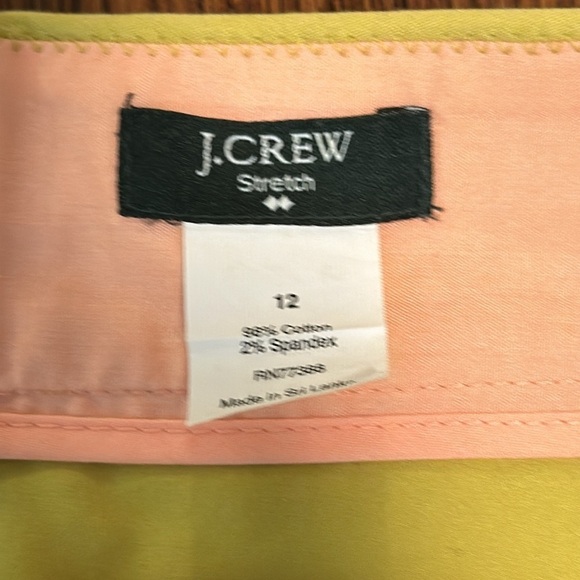 J.CREW
Stretch
12
98% Cotton
2% Spandex
RN77388
Made in Sri Lanka